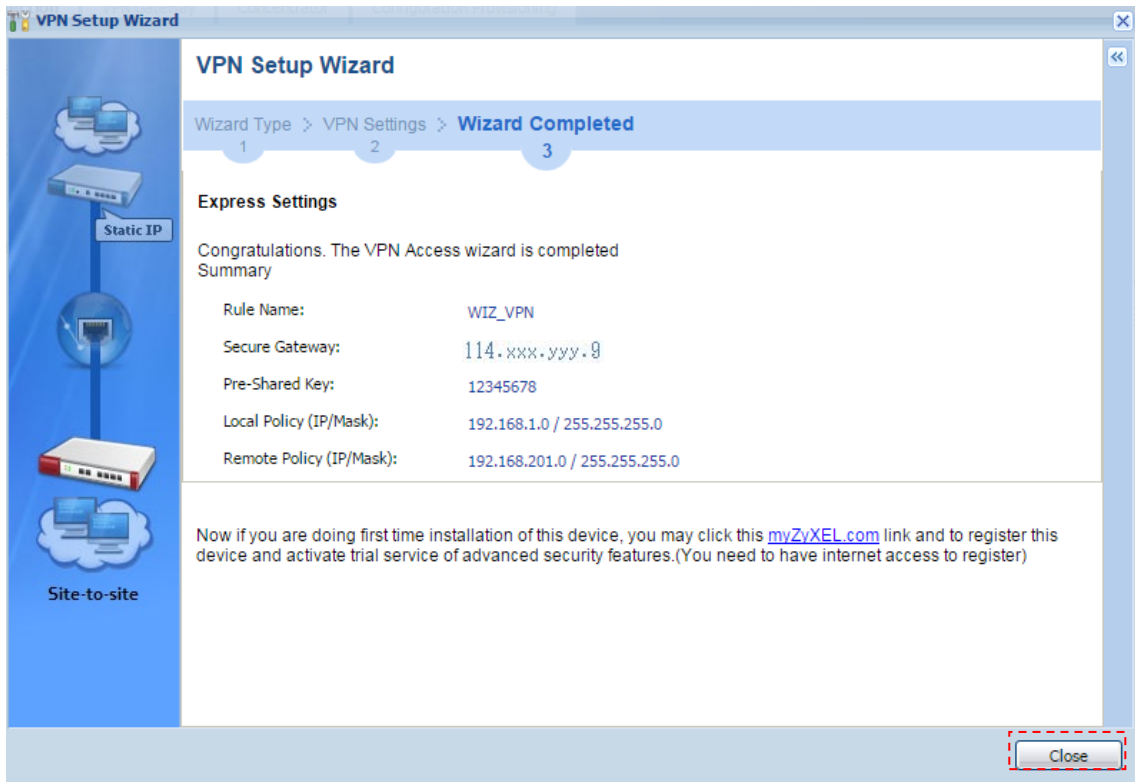 VPN Setup Wizard
VPN Setup Wizard
Wizard Type > VPN Settings > Wizard Completed
1 2 3
Static IP
Express Settings
Congratulations. The VPN Access wizard is completed
Summary
Rule Name: WIZ_VPN
Secure Gateway: 114.xxx.yyy.9
Pre-Shared Key: 12345678
Local Policy (IP/Mask): 192.168.1.0 / 255.255.255.0
Remote Policy (IP/Mask): 192.168.201.0 / 255.255.255.0
Now if you are doing first time installation of this device, you may click this myZyXEL.com link and to register this
device and activate trial service of advanced security features.(You need to have internet access to register)
Site-to-site
Close